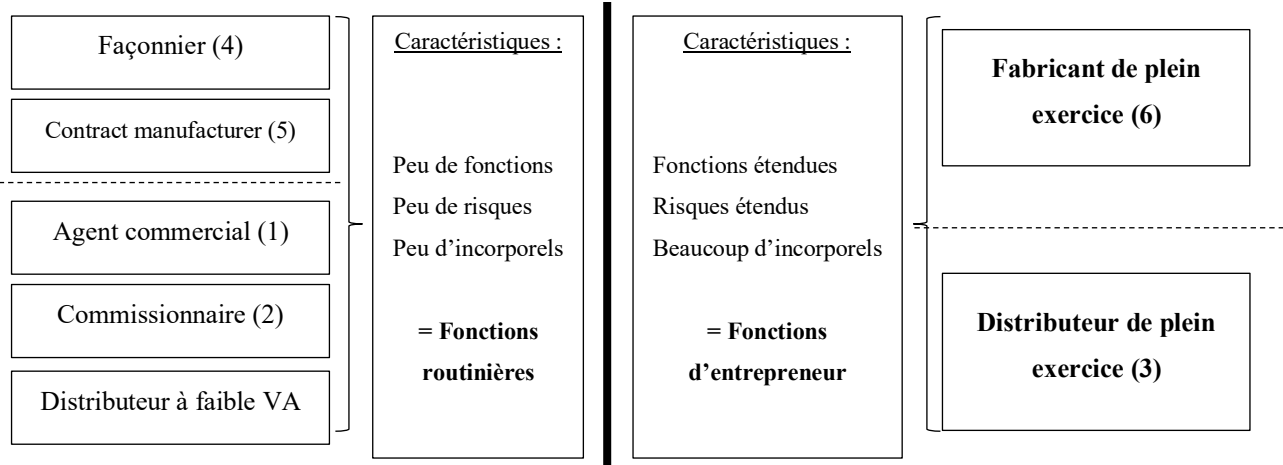 Façonnier (4)
Contract manufacturer (5)
Agent commercial (1)
Commissionnaire (2)
Distributeur à faible VA
Caractéristiques :
Peu de fonctions
Peu de risques
Peu d’incorporels
= Fonctions
routinières
Caractéristiques :
Fonctions étendues
Risques étendus
Beaucoup d’incorporels
= Fonctions
d’entrepreneur
Fabricant de plein
exercice (6)
Distributeur de plein
exercice (3)